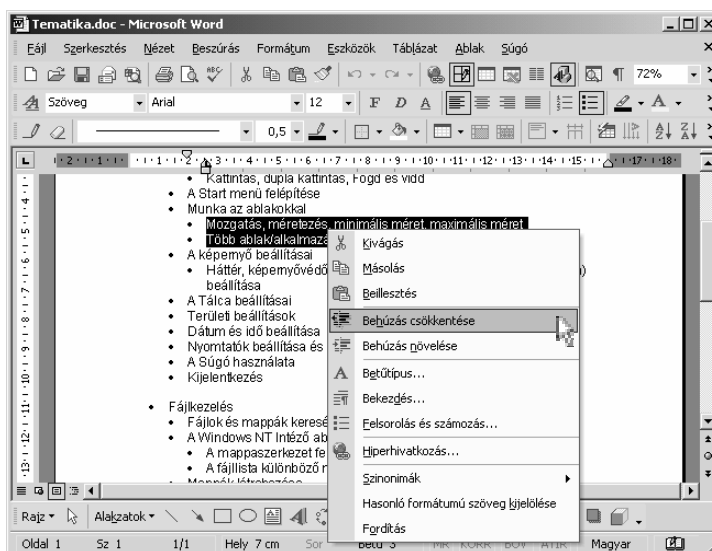 Tematika.doc - Microsoft Word
Fájl Szerkesztés Nézet Beszúrás Formátum Eszközök Táblázat Ablak Súgó
72%
Szöveg Arial 12 F D A
0,5
Kattintás, dupla kattintás, Fogd és vidd
A Start menü felépítése
Munka az ablakokkal
Mozgatás, méretezés, minimális méret, maximális méret
Több ablak/alkalmazá
A képernyő beállításai
Háttér, képernyővédő
beállítása
A Tálca beállításai
Területi beállítások
Dátum és idő beállítása
Nyomtatók beállítása és
A Súgó használata
Kijelentkezés
Fájlkezelés
Fájlok és mappák keresé
A Windows NT Intéző ab
A mappaszerkezet fe
A fájllista különböző n
Mappák létrehozása
Kivágás
Másolás
Beillesztés
Behúzás csökkentése
Behúzás növelése
Betűtípus...
Bekezdés...
Felsorolás és számozás...
Hiperhivatkozás...
Szinonimák
Hasonló formátumú szöveg kijelölése
Fordítás
Rajz Alakzatok
Oldal 1 Sz 1 1/1 Hely 7 cm Sor Betű 3 MR KORR BŐV ÁTÍR Magyar